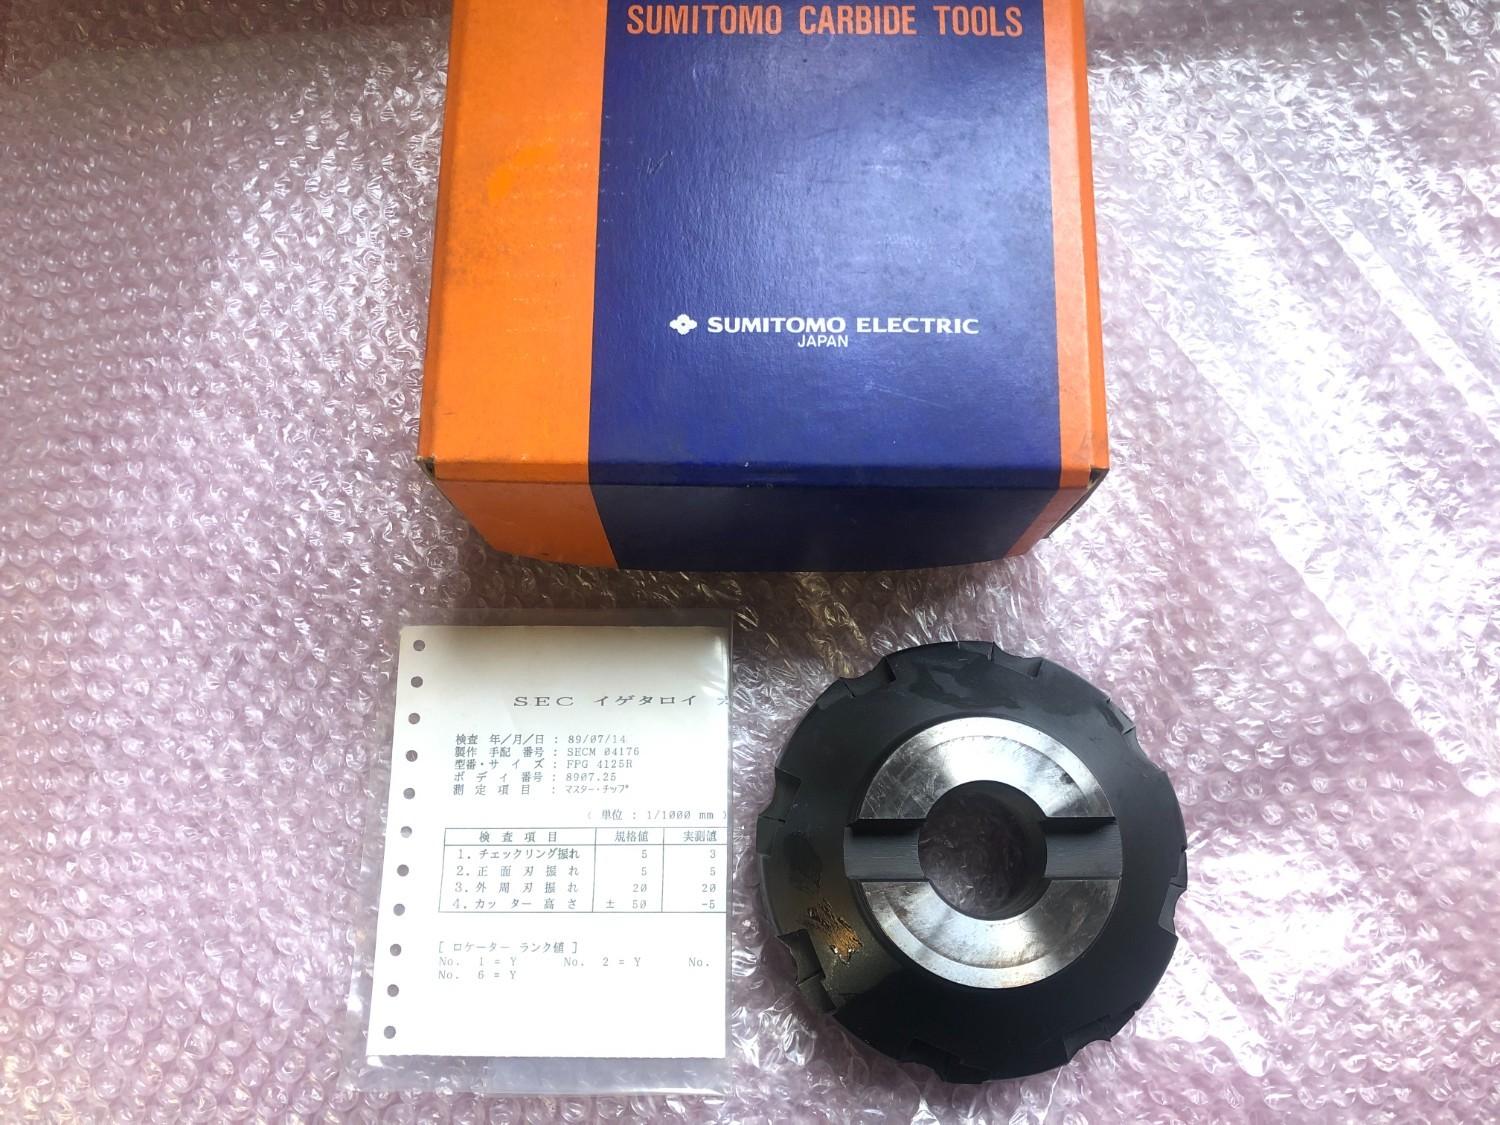 SUMITOMO CARBIDE TOOLS
SUMITOMO ELECTRIC
JAPAN
SEC イゲタロイ
検査 年/月/日 : 89/07/14
製作 手配 番号 : SECM 04176
型番・サイズ : FPG 4125R
ボディ番号 : 8907.25
測定項目 : マスター・チップ
( 単位 : 1/1000 mm )
検査項目 規格値 実測値
1. チェックリング振れ 5 3
2. 正面刃振れ 5 5
3. 外周刃振れ 20 20
4. カッター高さ ± 50 -5
[ ロケーター ランク値 ]
No. 1 = Y No. 2 = Y No.
No. 6 = Y